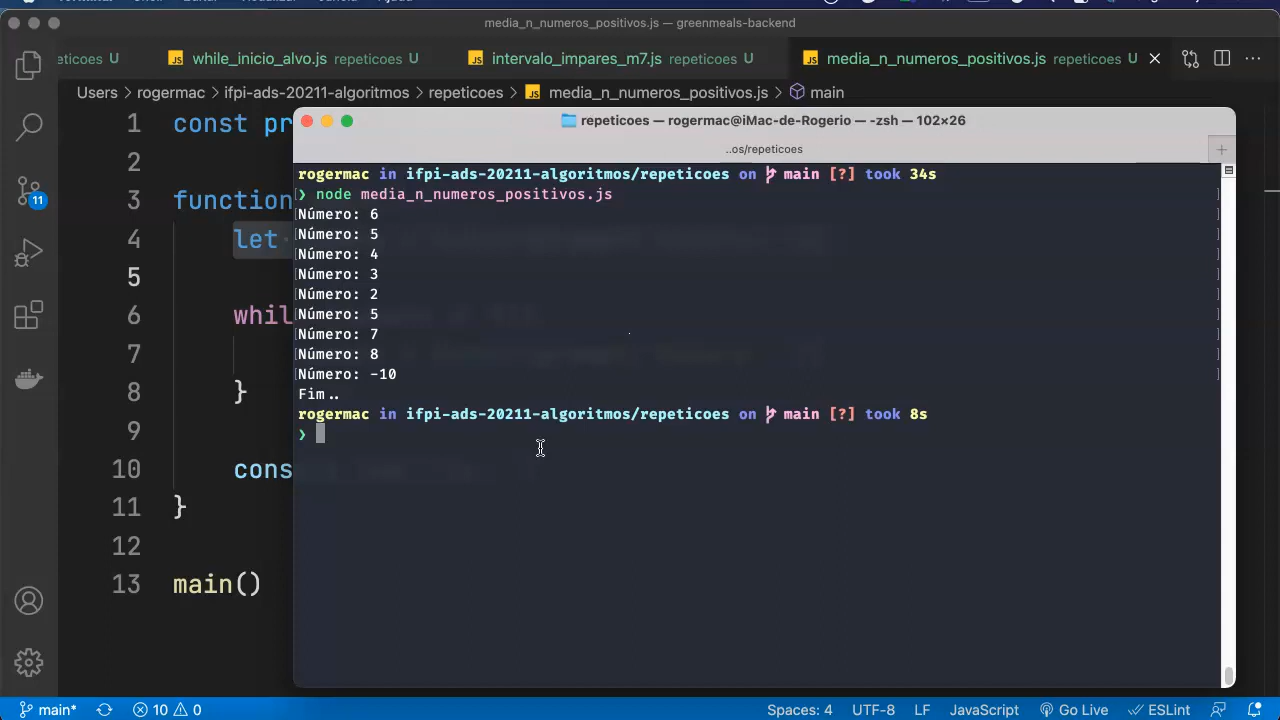 media_n_numeros_positivos.js — greenmeals-backend
eticoes U
JS while_inicio_alvo.js repeticoes U
JS intervalo_impares_m7.js repeticoes U
JS media_n_numeros_positivos.js repeticoes U
Users > rogermac > ifpi-ads-20211-algoritmos > repeticoes > JS media_n_numeros_positivos.js > main
repeticoes — rogermac@iMac-de-Rogerio — -zsh — 102×26
..os/repeticoes
rogermac in ifpi-ads-20211-algoritmos/repeticoes on main [?] took 34s
❯ node media_n_numeros_positivos.js
Número: 6
Número: 5
Número: 4
Número: 3
Número: 2
Número: 5
Número: 7
Número: 8
Número: -10
Fim..
rogermac in ifpi-ads-20211-algoritmos/repeticoes on main [?] took 8s
❯
1 const pr
2
3 function
4 let
5
6 whil
7
8 }
9
10 cons
11 }
12
13 main()
11
main* 10 0 Spaces: 4 UTF-8 LF JavaScript Go Live ESLint